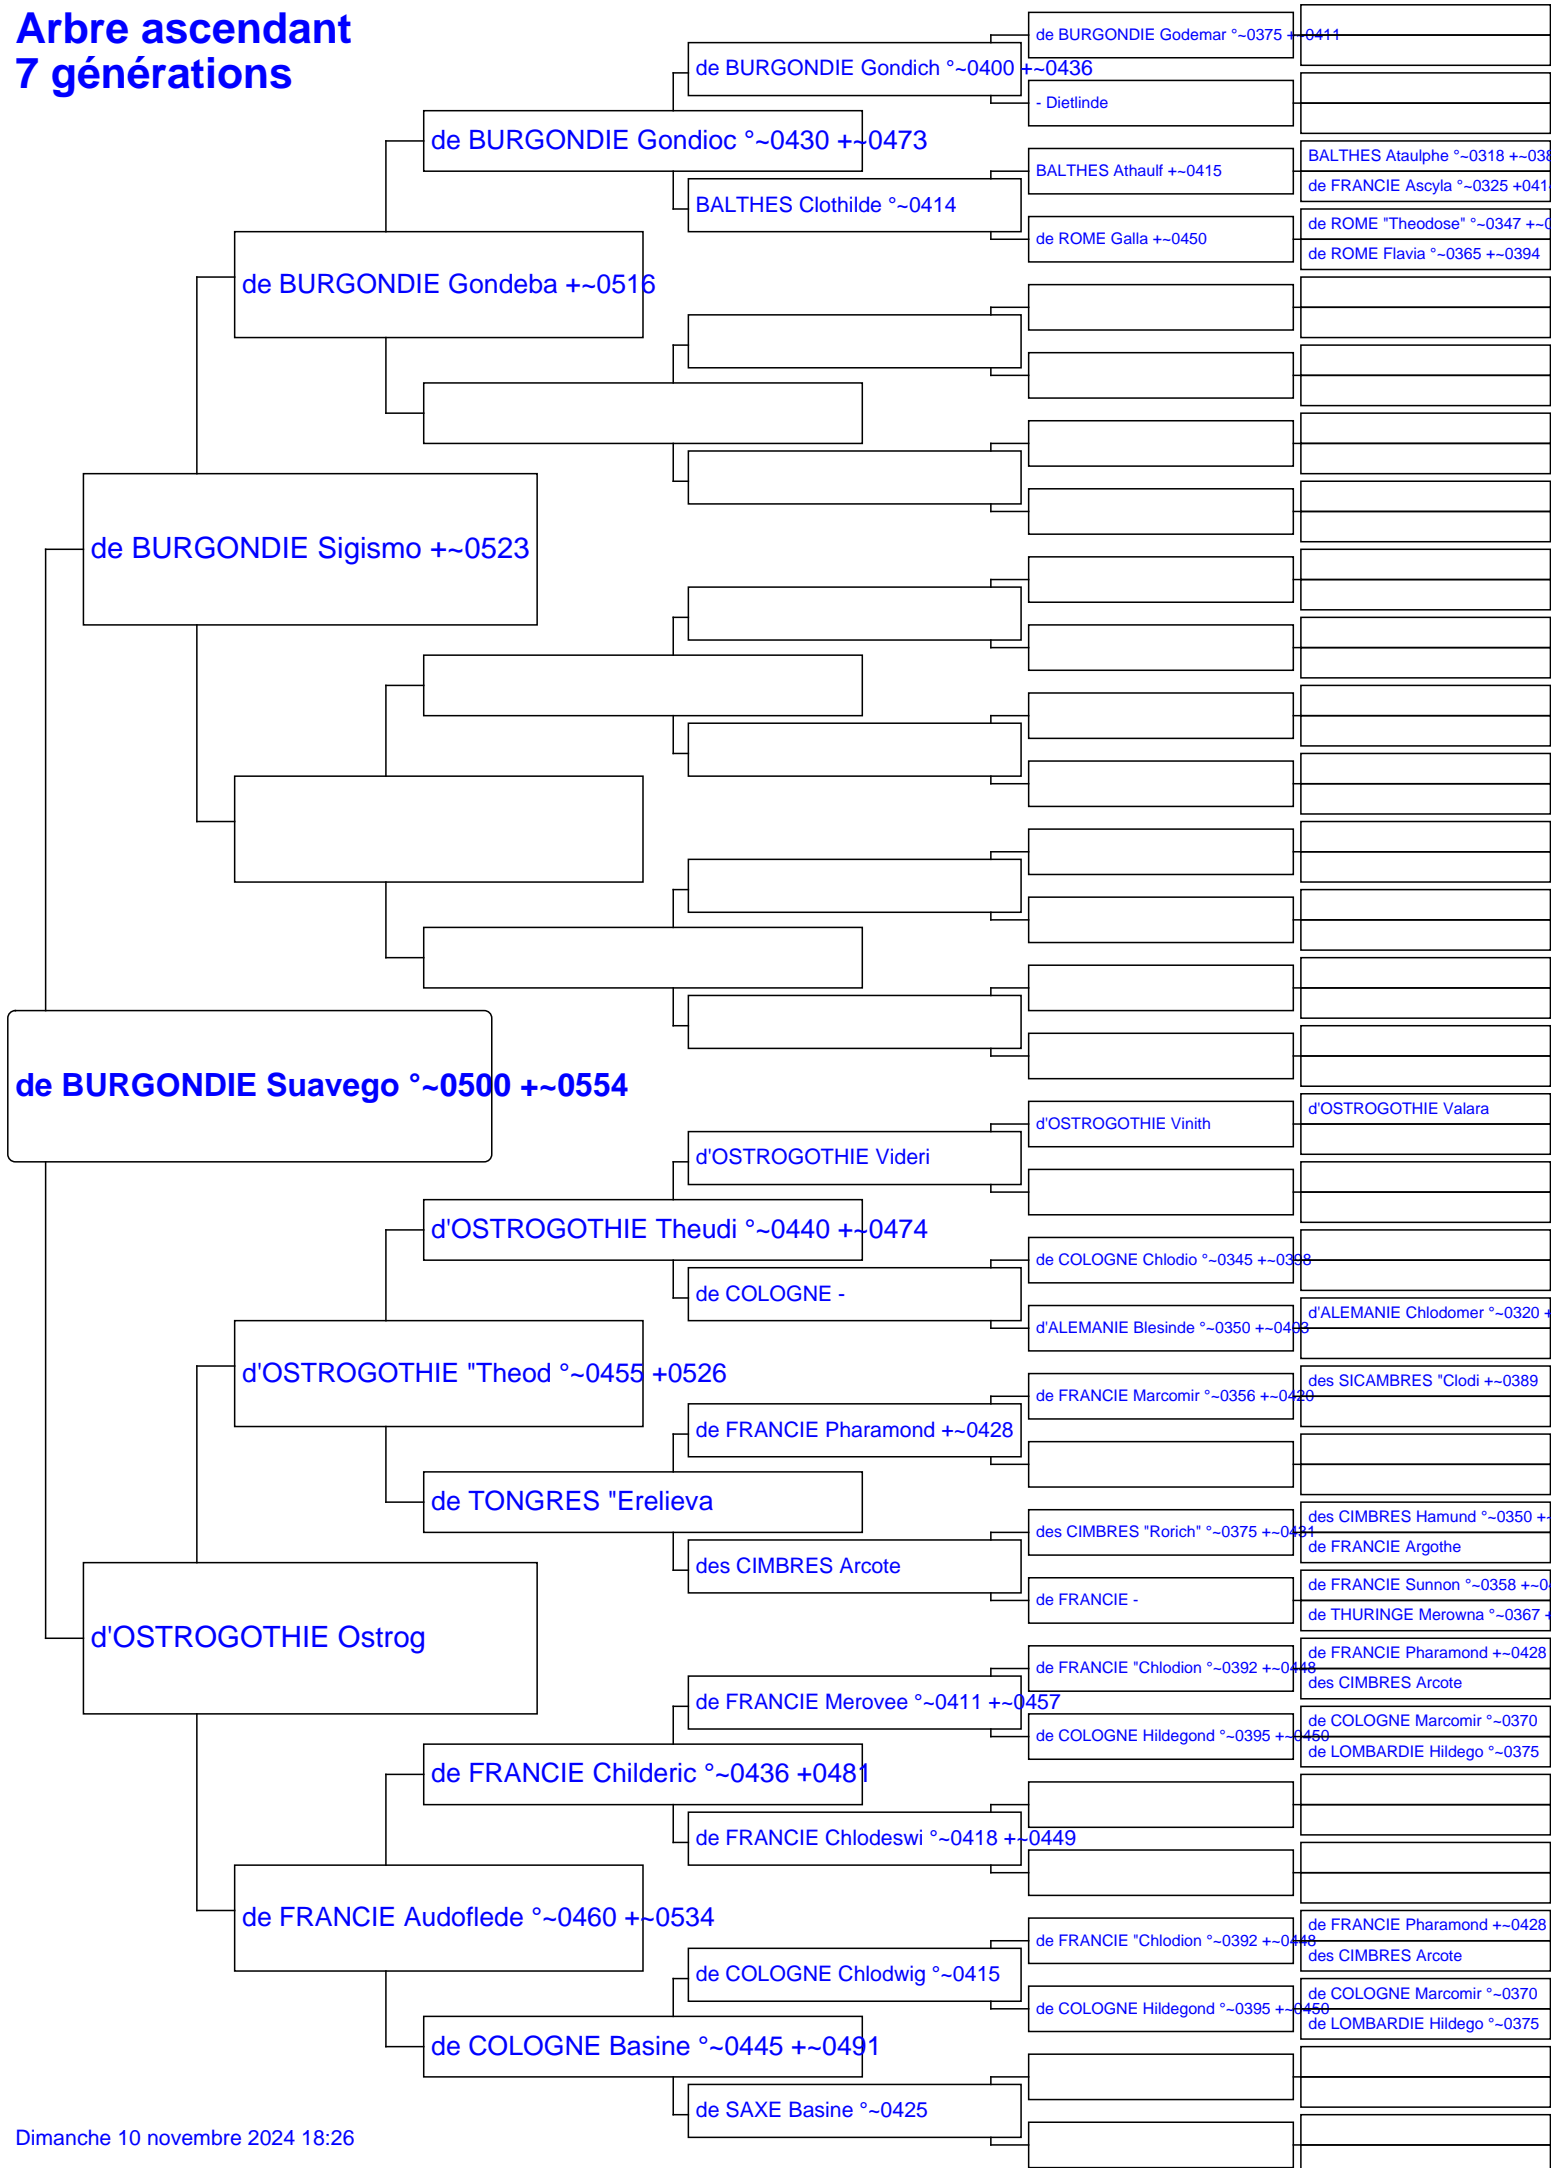 Arbre ascendant
7 générations
de BURGONDIE Suavego °~0500 +~0554
de BURGONDIE Sigismo +~0523
d'OSTROGOTHIE Ostrog
de BURGONDIE Gondeba +~0516
d'OSTROGOTHIE "Theod °~0455 +0526
de FRANCIE Audoflede °~0460 +~0534
de BURGONDIE Gondioc °~0430 +~0473
d'OSTROGOTHIE Theudi °~0440 +~0474
de TONGRES "Erelieva
de FRANCIE Childeric °~0436 +0481
de COLOGNE Basine °~0445 +~0491
de BURGONDIE Gondich °~0400 +~0436
BALTHES Clothilde °~0414
d'OSTROGOTHIE Videri
de COLOGNE -
de FRANCIE Pharamond +~0428
des CIMBRES Arcote
de FRANCIE Merovee °~0411 +~0457
de FRANCIE Chlodeswi °~0418 +~0449
de COLOGNE Chlodwig °~0415
de SAXE Basine °~0425
de BURGONDIE Godemar °~0375 +~0411
- Dietlinde
BALTHES Athaulf +~0415
de ROME Galla +~0450
d'OSTROGOTHIE Vinith
de COLOGNE Chlodio °~0345 +~0398
d'ALEMANIE Blesinde °~0350 +~0403
de FRANCIE Marcomir °~0356 +~0420
des CIMBRES "Rorich" °~0375 +~0431
de FRANCIE -
de FRANCIE "Chlodion °~0392 +~0448
de COLOGNE Hildegond °~0395 +~0450
de FRANCIE "Chlodion °~0392 +~0448
de COLOGNE Hildegond °~0395 +~0450
BALTHES Ataulphe °~0318 +~038
de FRANCIE Ascyla °~0325 +041
de ROME "Theodose" °~0347 +~0
de ROME Flavia °~0365 +~0394
d'OSTROGOTHIE Valara
d'ALEMANIE Chlodomer °~0320 +
des SICAMBRES "Clodi +~0389
des CIMBRES Hamund °~0350 +~
de FRANCIE Argothe
de FRANCIE Sunnon °~0358 +~0
de THURINGE Merowna °~0367 +
de FRANCIE Pharamond +~0428
des CIMBRES Arcote
de COLOGNE Marcomir °~0370
de LOMBARDIE Hildego °~0375
de FRANCIE Pharamond +~0428
des CIMBRES Arcote
de COLOGNE Marcomir °~0370
de LOMBARDIE Hildego °~0375
Dimanche 10 novembre 2024 18:26